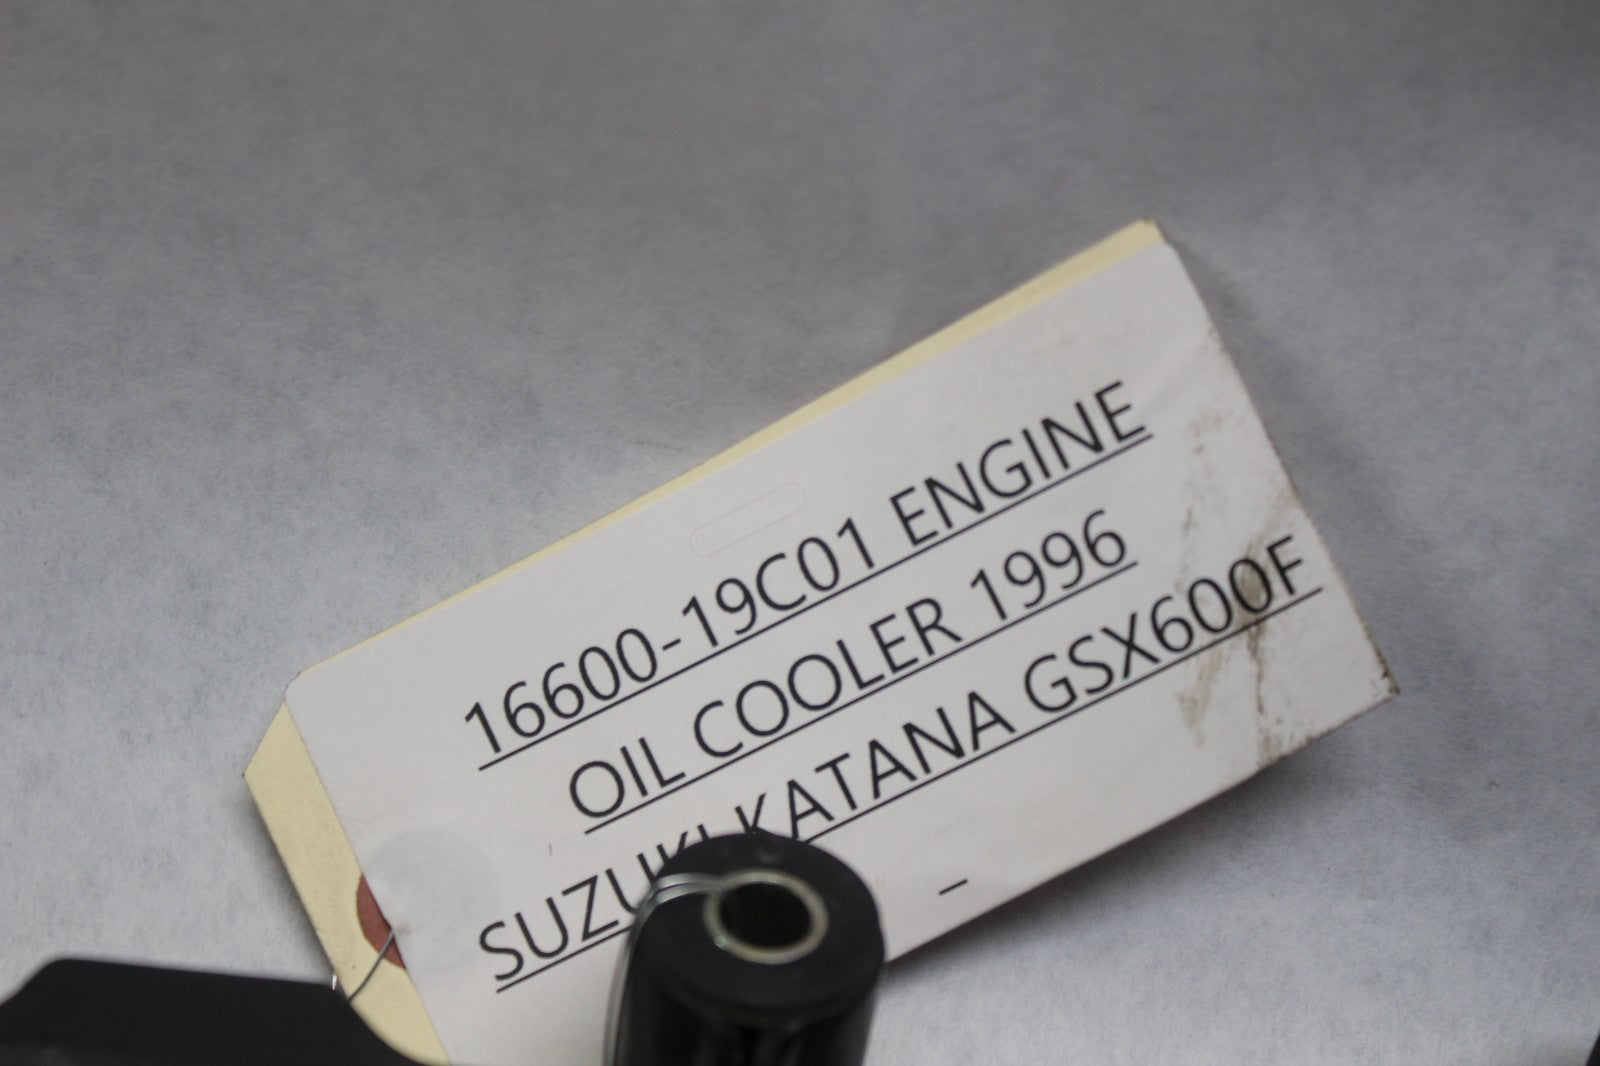 16600-19C01 ENGINE
OIL COOLER 1996
SUZUKI KATANA GSX600F
–